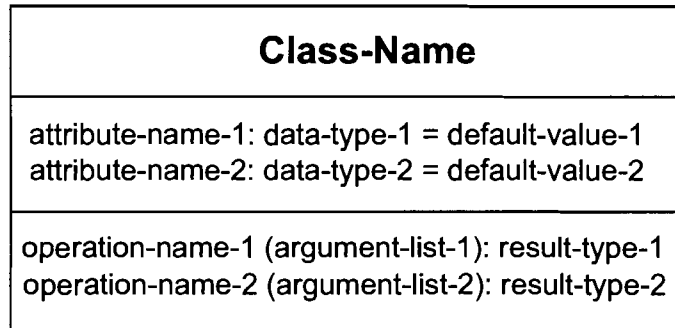 Class-Name
attribute-name-1: data-type-1 = default-value-1
attribute-name-2: data-type-2 = default-value-2
operation-name-1 (argument-list-1): result-type-1
operation-name-2 (argument-list-2): result-type-2